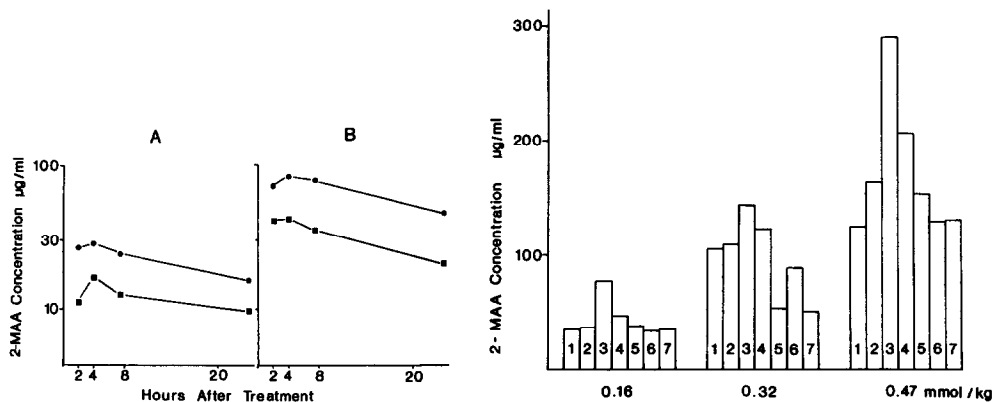 A
B
2-MAA Concentration µg/ml
100
30
10
2 4 8 20
2 4 8 20
Hours After Treatment
2- MAA Concentration µg/ml
300
200
100
1 2 3 4 5 6 7
1 2 3 4 5 6 7
1 2 3 4 5 6 7
0.16 0.32 0.47 mmol/kg